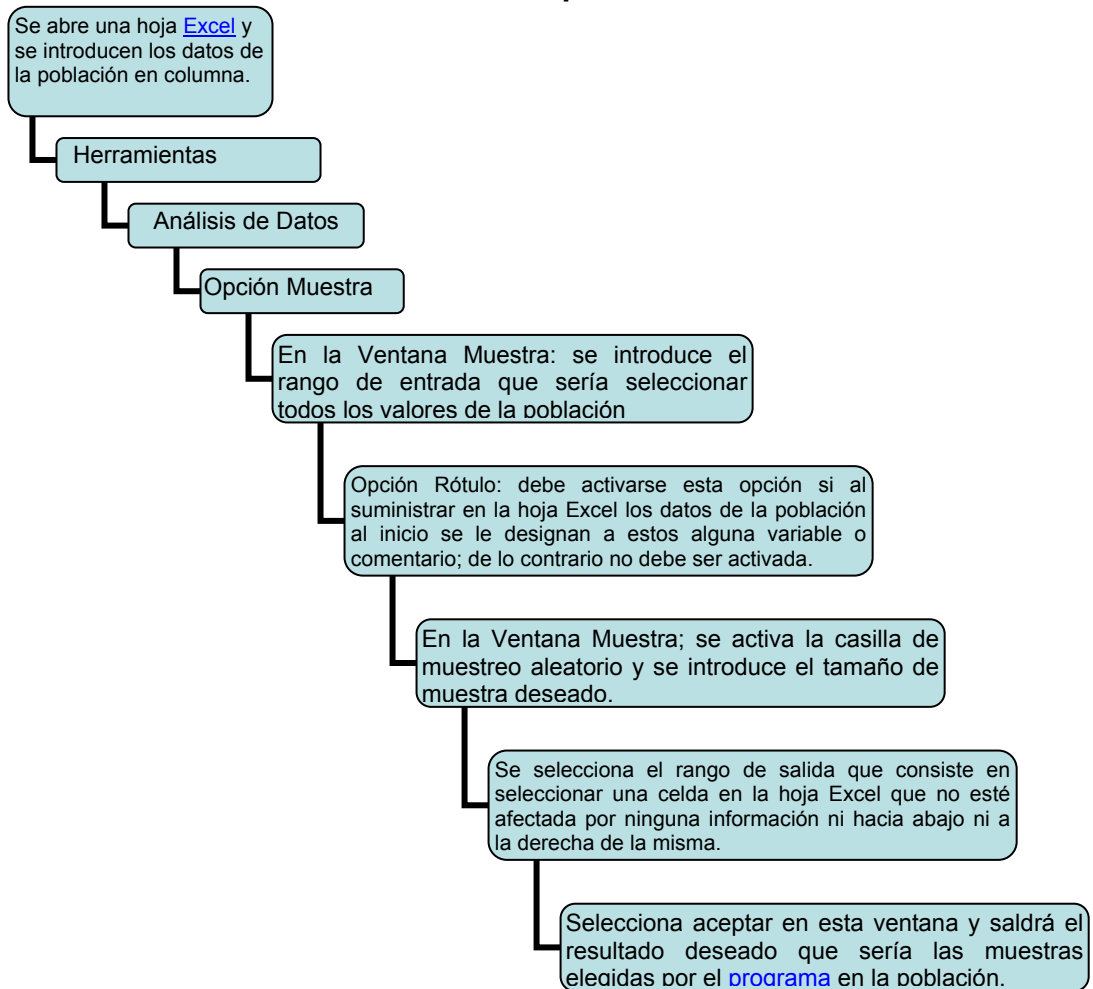 Se abre una hoja Excel y
se introducen los datos de
la población en columna.
Herramientas
Análisis de Datos
Opción Muestra
En la Ventana Muestra: se introduce el
rango de entrada que sería seleccionar
todos los valores de la población
Opción Rótulo: debe activarse esta opción si al
suministrar en la hoja Excel los datos de la población
al inicio se le designan a estos alguna variable o
comentario; de lo contrario no debe ser activada.
En la Ventana Muestra; se activa la casilla de
muestreo aleatorio y se introduce el tamaño de
muestra deseado.
Se selecciona el rango de salida que consiste en
seleccionar una celda en la hoja Excel que no esté
afectada por ninguna información ni hacia abajo ni a
la derecha de la misma.
Selecciona aceptar en esta ventana y saldrá el
resultado deseado que sería las muestras
elegidas por el programa en la población.